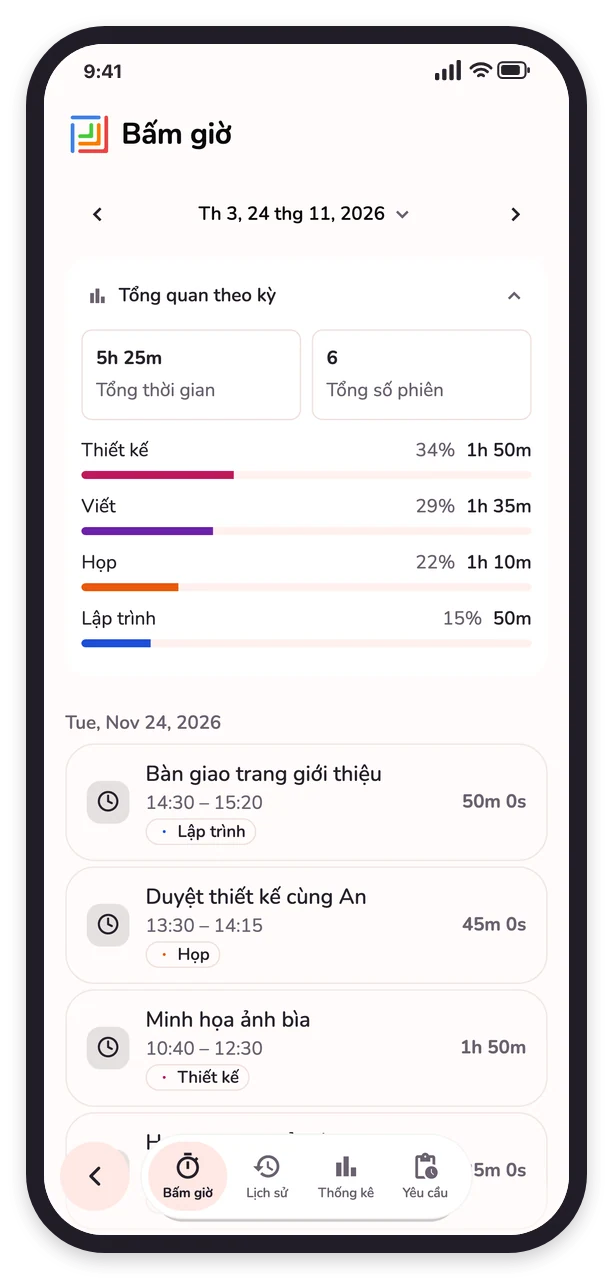 9:41
Bấm giờ
Th 3, 24 thg 11, 2026
Tổng quan theo kỳ
5h 25m
Tổng thời gian
6
Tổng số phiên
Thiết kế 34% 1h 50m
Viết 29% 1h 35m
Họp 22% 1h 10m
Lập trình 15% 50m
Tue, Nov 24, 2026
Bàn giao trang giới thiệu
14:30 – 15:20
50m 0s
Lập trình
Duyệt thiết kế cùng An
13:30 – 14:15
45m 0s
Họp
Minh họa ảnh bìa
10:40 – 12:30
1h 50m
Thiết kế
5m 0s
Bấm giờ
Lịch sử
Thống kê
Yêu cầu